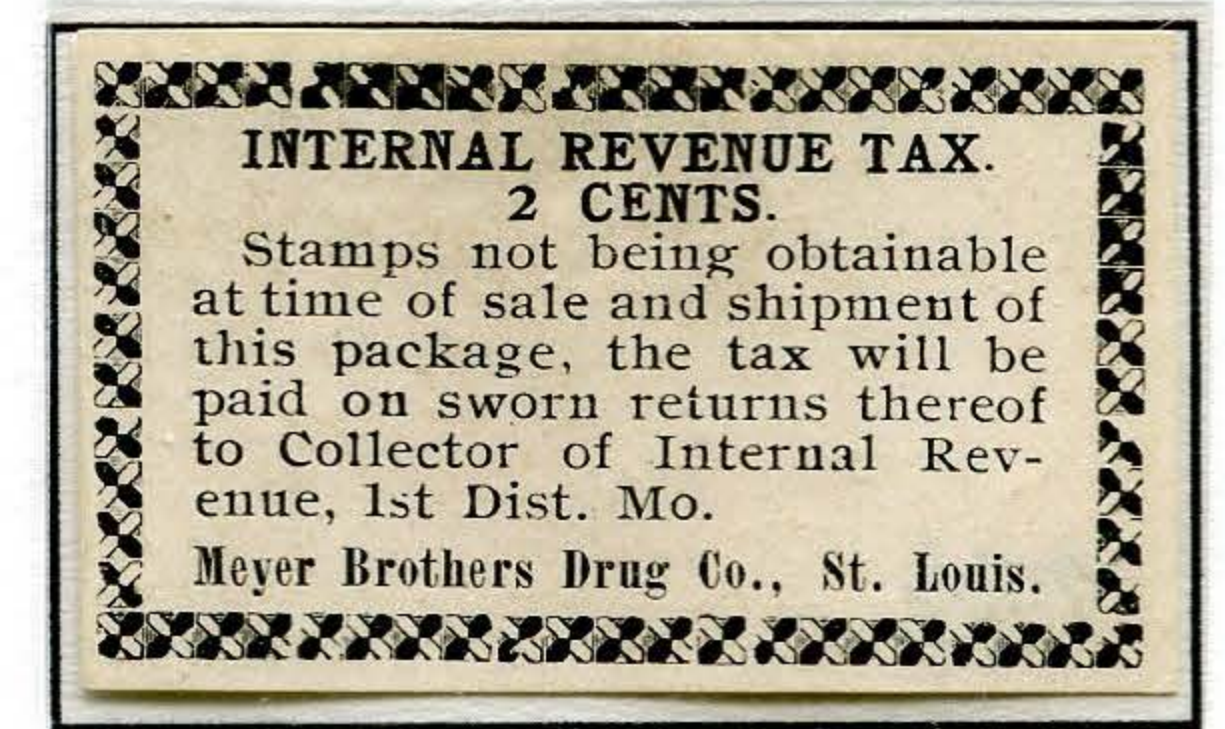 INTERNAL REVENUE TAX.
2 CENTS.
Stamps not being obtainable
at time of sale and shipment of
this package, the tax will be
paid on sworn returns thereof
to Collector of Internal Rev-
enue, 1st Dist. Mo.
Meyer Brothers Drug Co., St. Louis.